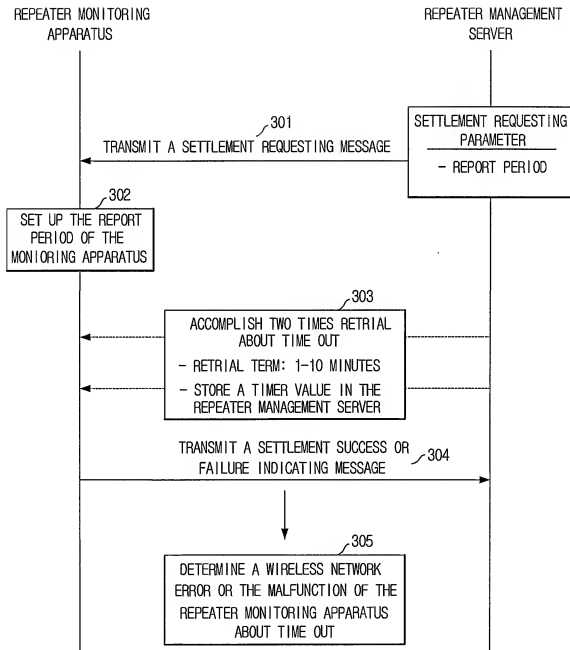 REPEATER MONITORING
APPARATUS
REPEATER MANAGEMENT
SERVER
301
TRANSMIT A SETTLEMENT REQUESTING MESSAGE
SETTLEMENT REQUESTING
PARAMETER
- REPORT PERIOD
302
SET UP THE REPORT
PERIOD OF THE
MONIORING APPARATUS
303
ACCOMPLISH TWO TIMES RETRIAL
ABOUT TIME OUT
- RETRIAL TERM: 1-10 MINUTES
- STORE A TIMER VALUE IN THE
REPEATER MANAGEMENT SERVER
TRANSMIT A SETTLEMENT SUCCESS OR
FAILURE INDICATING MESSAGE
304
305
DETERMINE A WIRELESS NETWORK
ERROR OR THE MALFUNCTION OF THE
REPEATER MONITORING APPARATUS
ABOUT TIME OUT